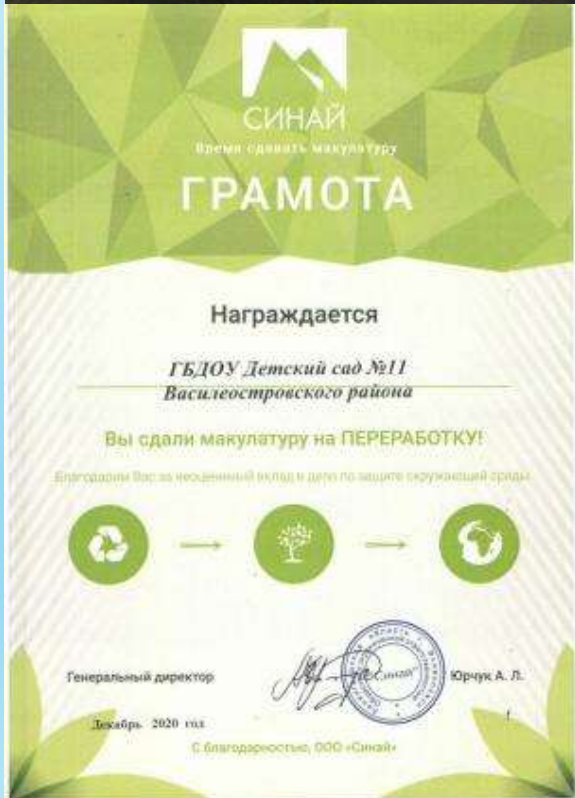 СИНАЙ
Время сдавать макулатуру
ГРАМОТА
Награждается
ГБДОУ Детский сад №11
Василеостровского района
Вы сдали макулатуру на ПЕРЕРАБОТКУ!
Благодарим Вас за неоценимый вклад в дело по защите окружающей среды
Генеральный директор
"Синай"
Юрчук А. Л.
Декабрь 2020 год
С благодарностью, ООО «Синай»